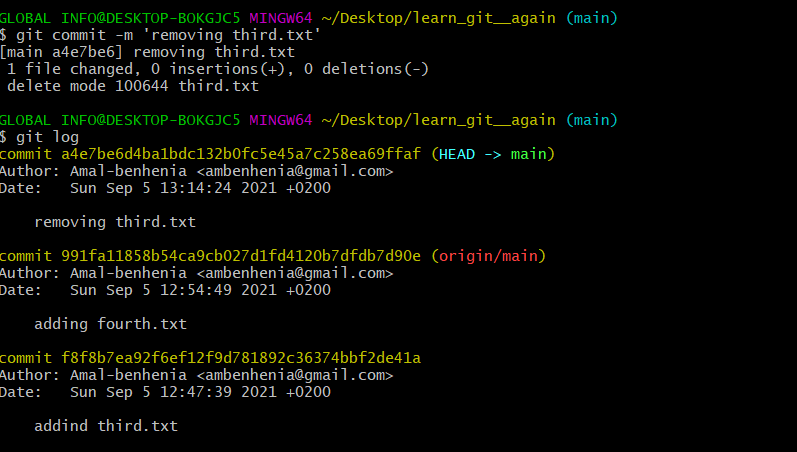 GLOBAL INFO@DESKTOP-BOKGJC5 MINGW64 ~/Desktop/learn_git__again (main)
$ git commit -m 'removing third.txt'
[main a4e7be6] removing third.txt
 1 file changed, 0 insertions(+), 0 deletions(-)
 delete mode 100644 third.txt

GLOBAL INFO@DESKTOP-BOKGJC5 MINGW64 ~/Desktop/learn_git__again (main)
$ git log
commit a4e7be6d4ba1bdc132b0fc5e45a7c258ea69ffaf (HEAD -> main)
Author: Amal-benhenia <ambenhenia@gmail.com>
Date:   Sun Sep 5 13:14:24 2021 +0200

    removing third.txt

commit 991fa11858b54ca9cb027d1fd4120b7dfdb7d90e (origin/main)
Author: Amal-benhenia <ambenhenia@gmail.com>
Date:   Sun Sep 5 12:54:49 2021 +0200

    adding fourth.txt

commit f8f8b7ea92f6ef12f9d781892c36374bbf2de41a
Author: Amal-benhenia <ambenhenia@gmail.com>
Date:   Sun Sep 5 12:47:39 2021 +0200

    addind third.txt